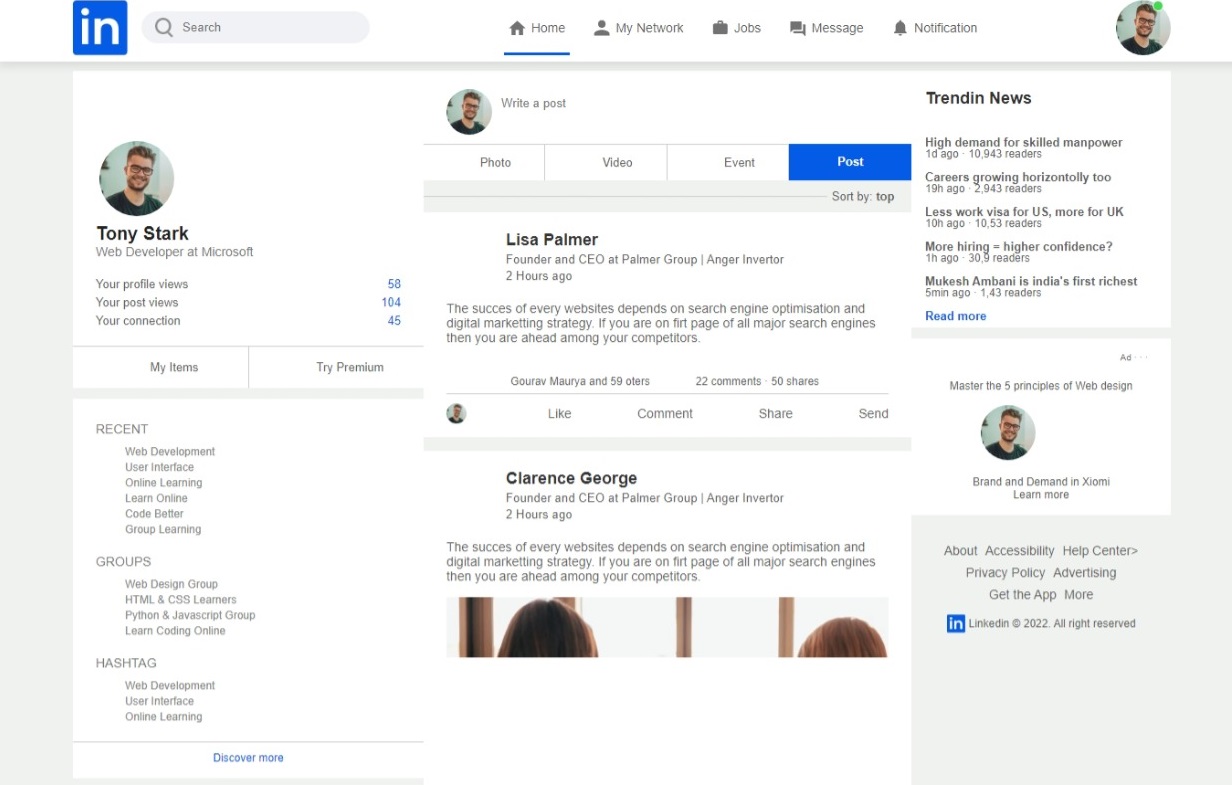 in
Search
Home
My Network
Jobs
Message
Notification
Tony Stark
Web Developer at Microsoft
Your profile views 58
Your post views 104
Your connection 45
My Items
Try Premium
RECENT
Web Development
User Interface
Online Learning
Learn Online
Code Better
Group Learning
GROUPS
Web Design Group
HTML & CSS Learners
Python & Javascript Group
Learn Coding Online
HASHTAG
Web Development
User Interface
Online Learning
Discover more
Write a post
Photo
Video
Event
Post
Sort by: top
Lisa Palmer
Founder and CEO at Palmer Group | Anger Invertor
2 Hours ago
The succes of every websites depends on search engine optimisation and
digital marketting strategy. If you are on firt page of all major search engines
then you are ahead among your competitors.
Gourav Maurya and 59 oters
22 comments · 50 shares
Like
Comment
Share
Send
Clarence George
Founder and CEO at Palmer Group | Anger Invertor
2 Hours ago
The succes of every websites depends on search engine optimisation and
digital marketting strategy. If you are on firt page of all major search engines
then you are ahead among your competitors.
Trendin News
High demand for skilled manpower
1d ago · 10,943 readers
Careers growing horizontolly too
19h ago · 2,943 readers
Less work visa for US, more for UK
10h ago · 10,53 readers
More hiring = higher confidence?
1h ago · 30,9 readers
Mukesh Ambani is india's first richest
5min ago · 1,43 readers
Read more
Ad · · ·
Master the 5 principles of Web design
Brand and Demand in Xiomi
Learn more
About Accessibility Help Center>
Privacy Policy Advertising
Get the App More
in Linkedin © 2022. All right reserved